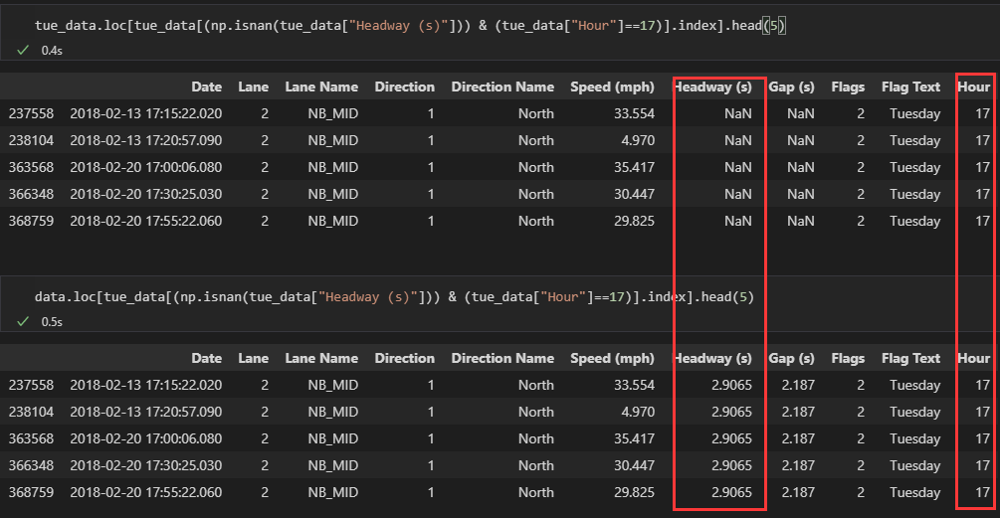 tue_data.loc[tue_data[(np.isnan(tue_data["Headway (s)"])) & (tue_data["Hour"]==17)].index].head(5)
0.4s
Date Lane Lane Name Direction Direction Name Speed (mph) Headway (s) Gap (s) Flags Flag Text Hour
237558 2018-02-13 17:15:22.020 2 NB_MID 1 North 33.554 NaN NaN 2 Tuesday 17
238104 2018-02-13 17:20:57.090 2 NB_MID 1 North 4.970 NaN NaN 2 Tuesday 17
363568 2018-02-20 17:00:06.080 2 NB_MID 1 North 35.417 NaN NaN 2 Tuesday 17
366348 2018-02-20 17:30:25.030 2 NB_MID 1 North 30.447 NaN NaN 2 Tuesday 17
368759 2018-02-20 17:55:22.060 2 NB_MID 1 North 29.825 NaN NaN 2 Tuesday 17
data.loc[tue_data[(np.isnan(tue_data["Headway (s)"])) & (tue_data["Hour"]==17)].index].head(5)
0.5s
Date Lane Lane Name Direction Direction Name Speed (mph) Headway (s) Gap (s) Flags Flag Text Hour
237558 2018-02-13 17:15:22.020 2 NB_MID 1 North 33.554 2.9065 2.187 2 Tuesday 17
238104 2018-02-13 17:20:57.090 2 NB_MID 1 North 4.970 2.9065 2.187 2 Tuesday 17
363568 2018-02-20 17:00:06.080 2 NB_MID 1 North 35.417 2.9065 2.187 2 Tuesday 17
366348 2018-02-20 17:30:25.030 2 NB_MID 1 North 30.447 2.9065 2.187 2 Tuesday 17
368759 2018-02-20 17:55:22.060 2 NB_MID 1 North 29.825 2.9065 2.187 2 Tuesday 17